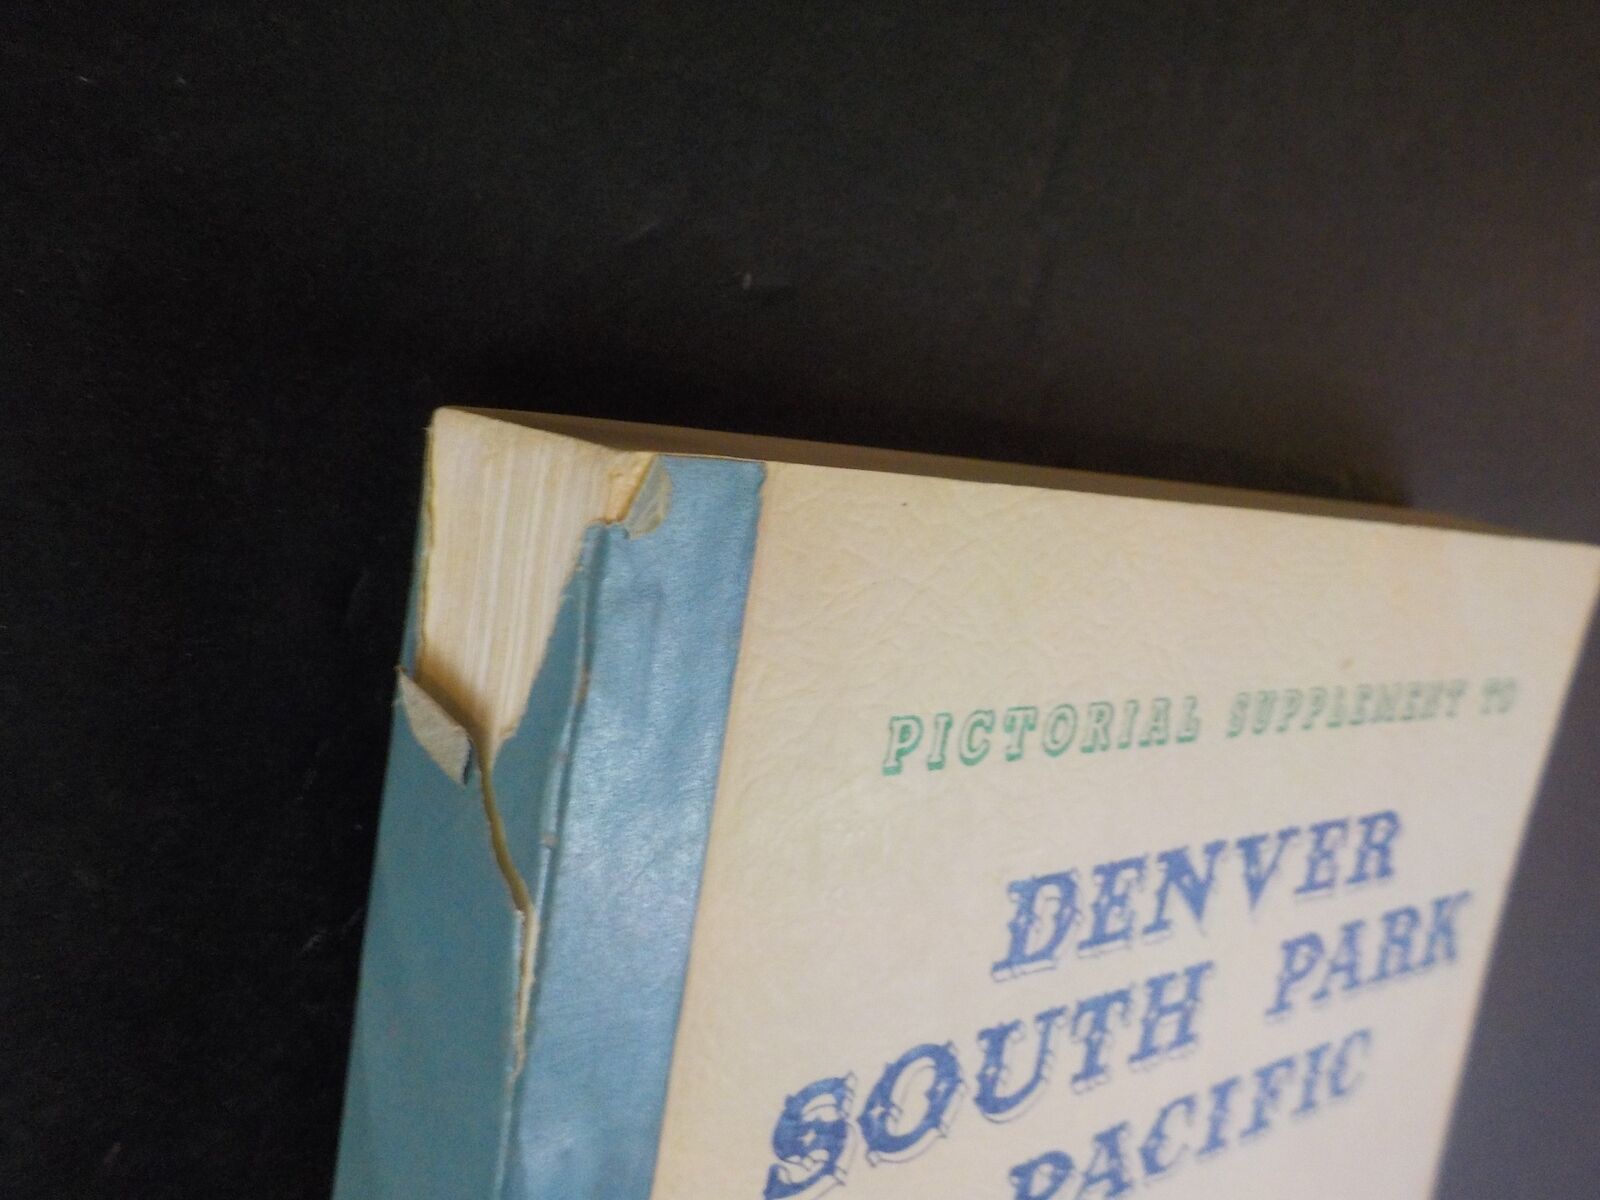 PICTORIAL SUPPLEMENT TO
DENVER
SOUTH PARK
PACIFIC